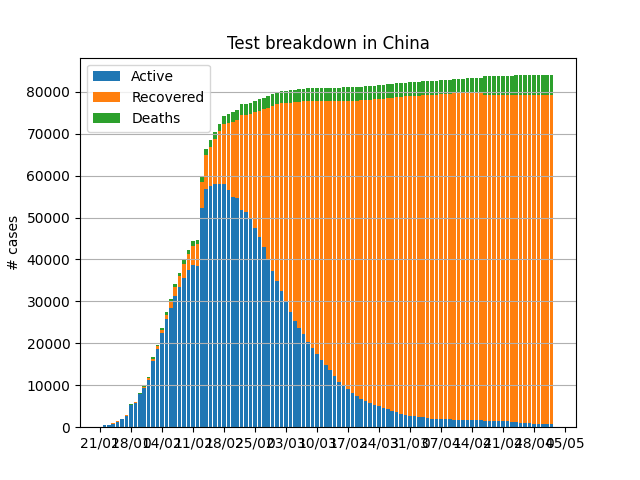 Test breakdown in China
Active
Recovered
Deaths
# cases
80000
70000
60000
50000
40000
30000
20000
10000
0
21/01 28/01 04/02 11/02 18/02 25/02 03/03 10/03 17/03 24/03 31/03 07/04 14/04 21/04 28/04 05/05